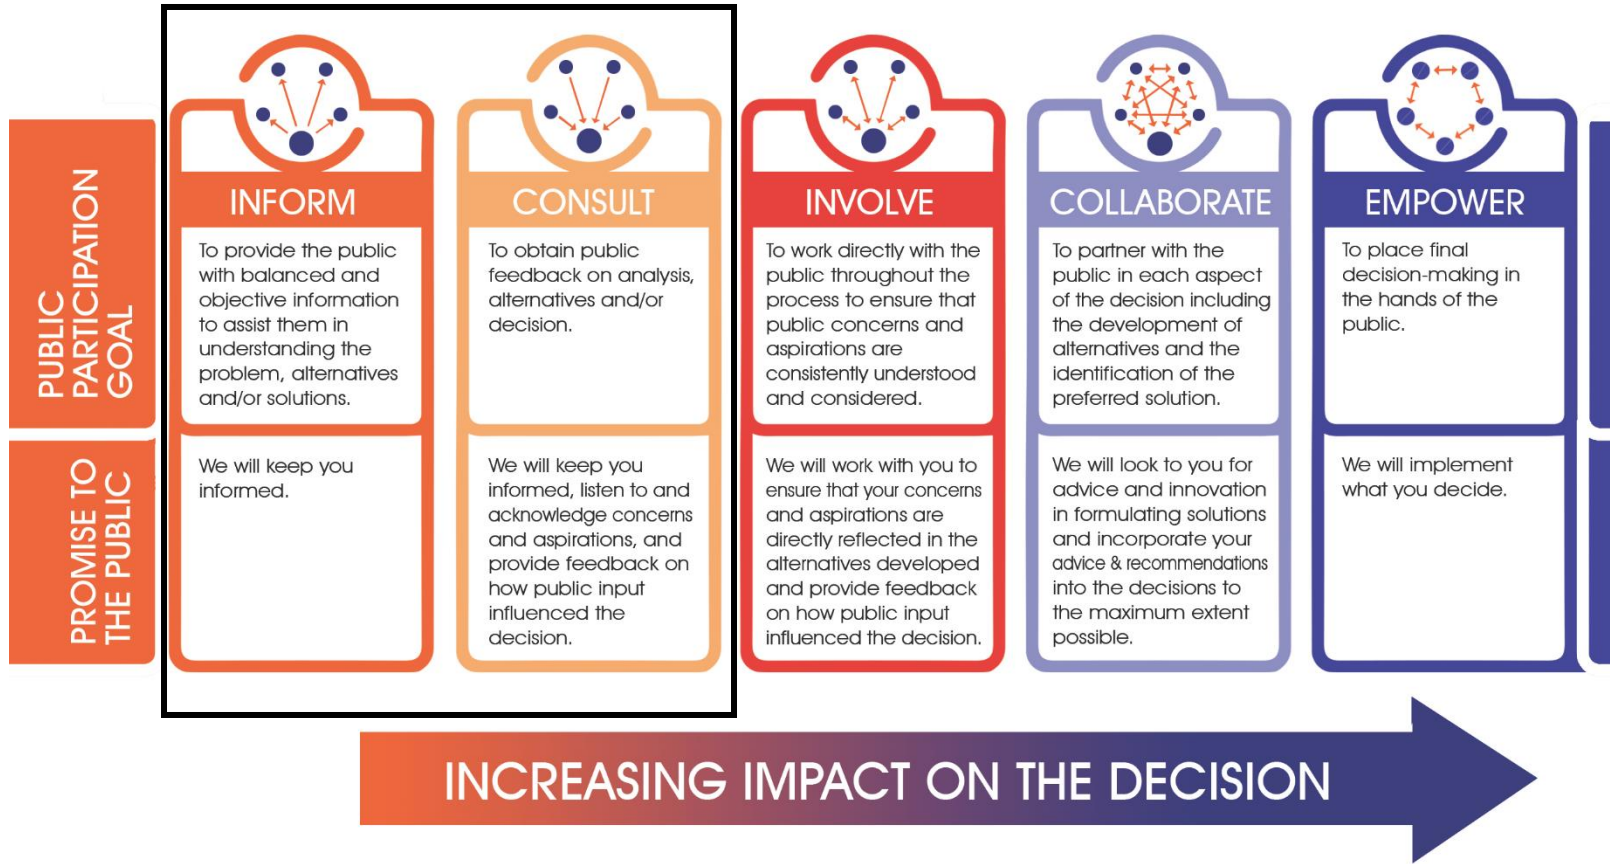 PUBLIC
PARTICIPATION
GOAL
INFORM
To provide the public
with balanced and
objective information
to assist them in
understanding the
problem, alternatives
and/or solutions.
CONSULT
To obtain public
feedback on analysis,
alternatives and/or
decision.
INVOLVE
To work directly with the
public throughout the
process to ensure that
public concerns and
aspirations are
consistently understood
and considered.
COLLABORATE
To partner with the
public in each aspect
of the decision including
the development of
alternatives and the
identification of the
preferred solution.
EMPOWER
To place final
decision-making in
the hands of the
public.
PROMISE TO
THE PUBLIC
We will keep you
informed.
We will keep you
informed, listen to and
acknowledge concerns
and aspirations, and
provide feedback on
how public input
influenced the
decision.
We will work with you to
ensure that your concerns
and aspirations are
directly reflected in the
alternatives developed
and provide feedback
on how public input
influenced the decision.
We will look to you for
advice and innovation
in formulating solutions
and incorporate your
advice & recommendations
into the decisions to
the maximum extent
possible.
We will implement
what you decide.
INCREASING IMPACT ON THE DECISION